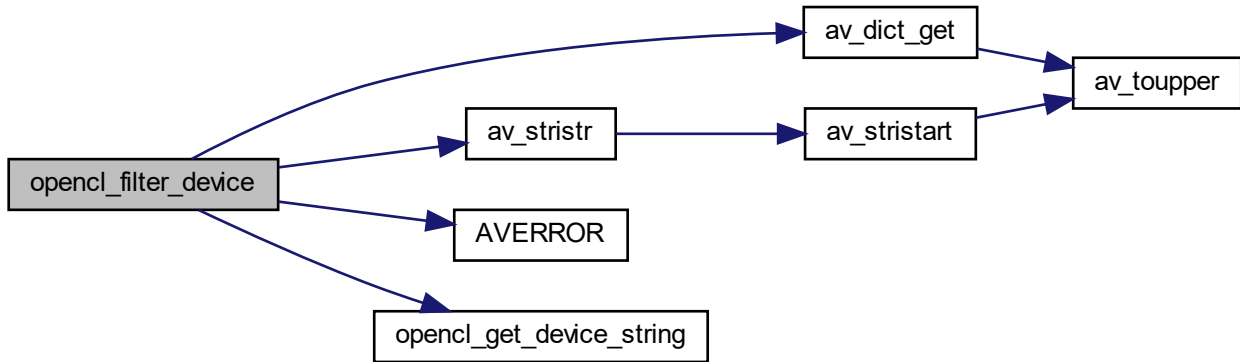 opencl_filter_device
av_dict_get
av_stristr
av_stristart
av_toupper
AVERROR
opencl_get_device_string